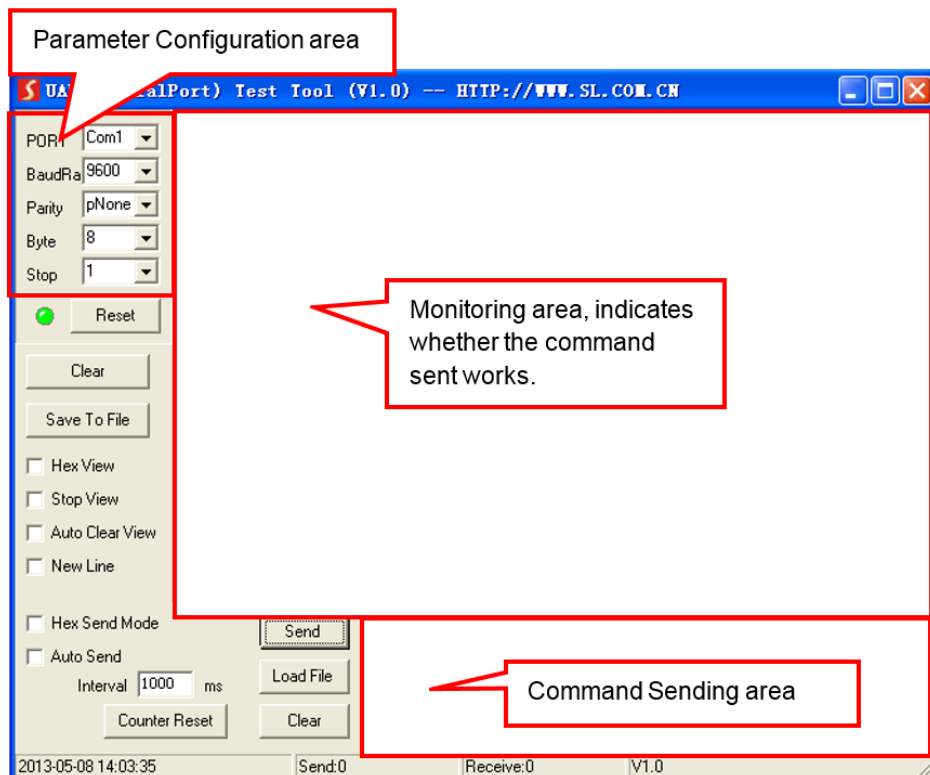 Parameter Configuration area
UA alPort) Test Tool (V1.0) -- HTTP://WWW.SL.COM.CN
PORT Com1
BaudRa 9600
Parity pNone
Byte 8
Stop 1
Reset
Monitoring area, indicates
whether the command
sent works.
Clear
Save To File
Hex View
Stop View
Auto Clear View
New Line
Hex Send Mode
Send
Auto Send
Interval 1000 ms
Load File
Command Sending area
Counter Reset
Clear
2013-05-08 14:03:35 Send:0 Receive:0 V1.0